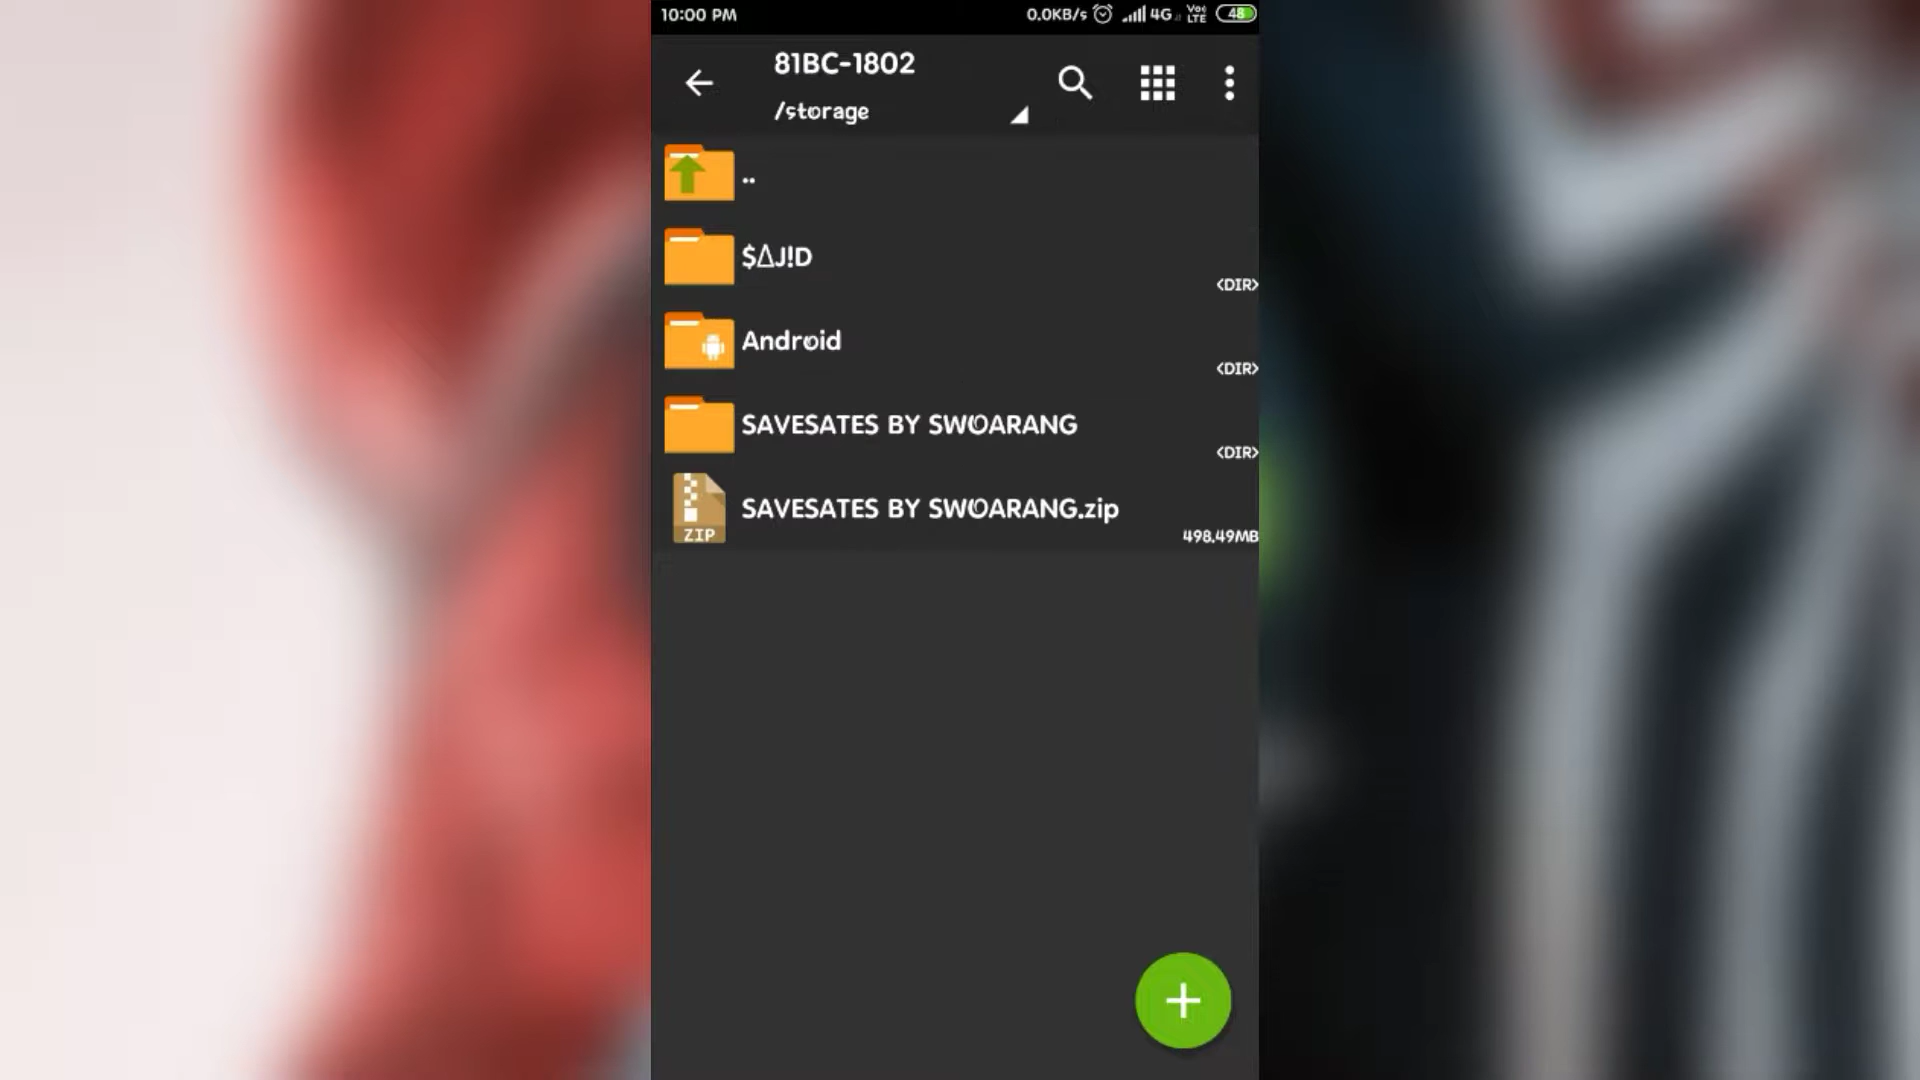 10:00 PM 0.0KB/s 4G Vo) LTE 48
81BC-1802
/storage
..
$ΔJ!D
<DIR>
Android
<DIR>
SAVESATES BY SWOARANG
<DIR>
SAVESATES BY SWOARANG.zip
ZIP
498.49MB